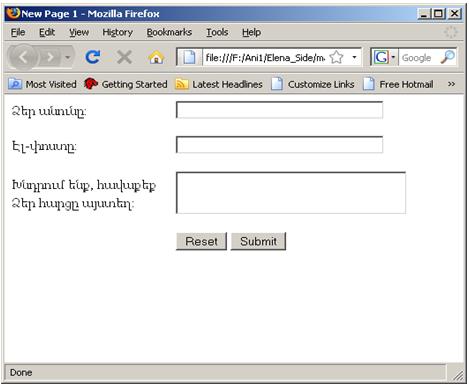 New Page 1 - Mozilla Firefox
File Edit View History Bookmarks Tools Help
file:///F:/Ani1/Elena_Side/m Google
Most Visited Getting Started Latest Headlines Customize Links Free Hotmail »
Ձեր անունը։
Էլ-փոստը։
Խնդրում ենք, հավաքեք
Ձեր հարցը այստեղ։
Reset Submit
Done